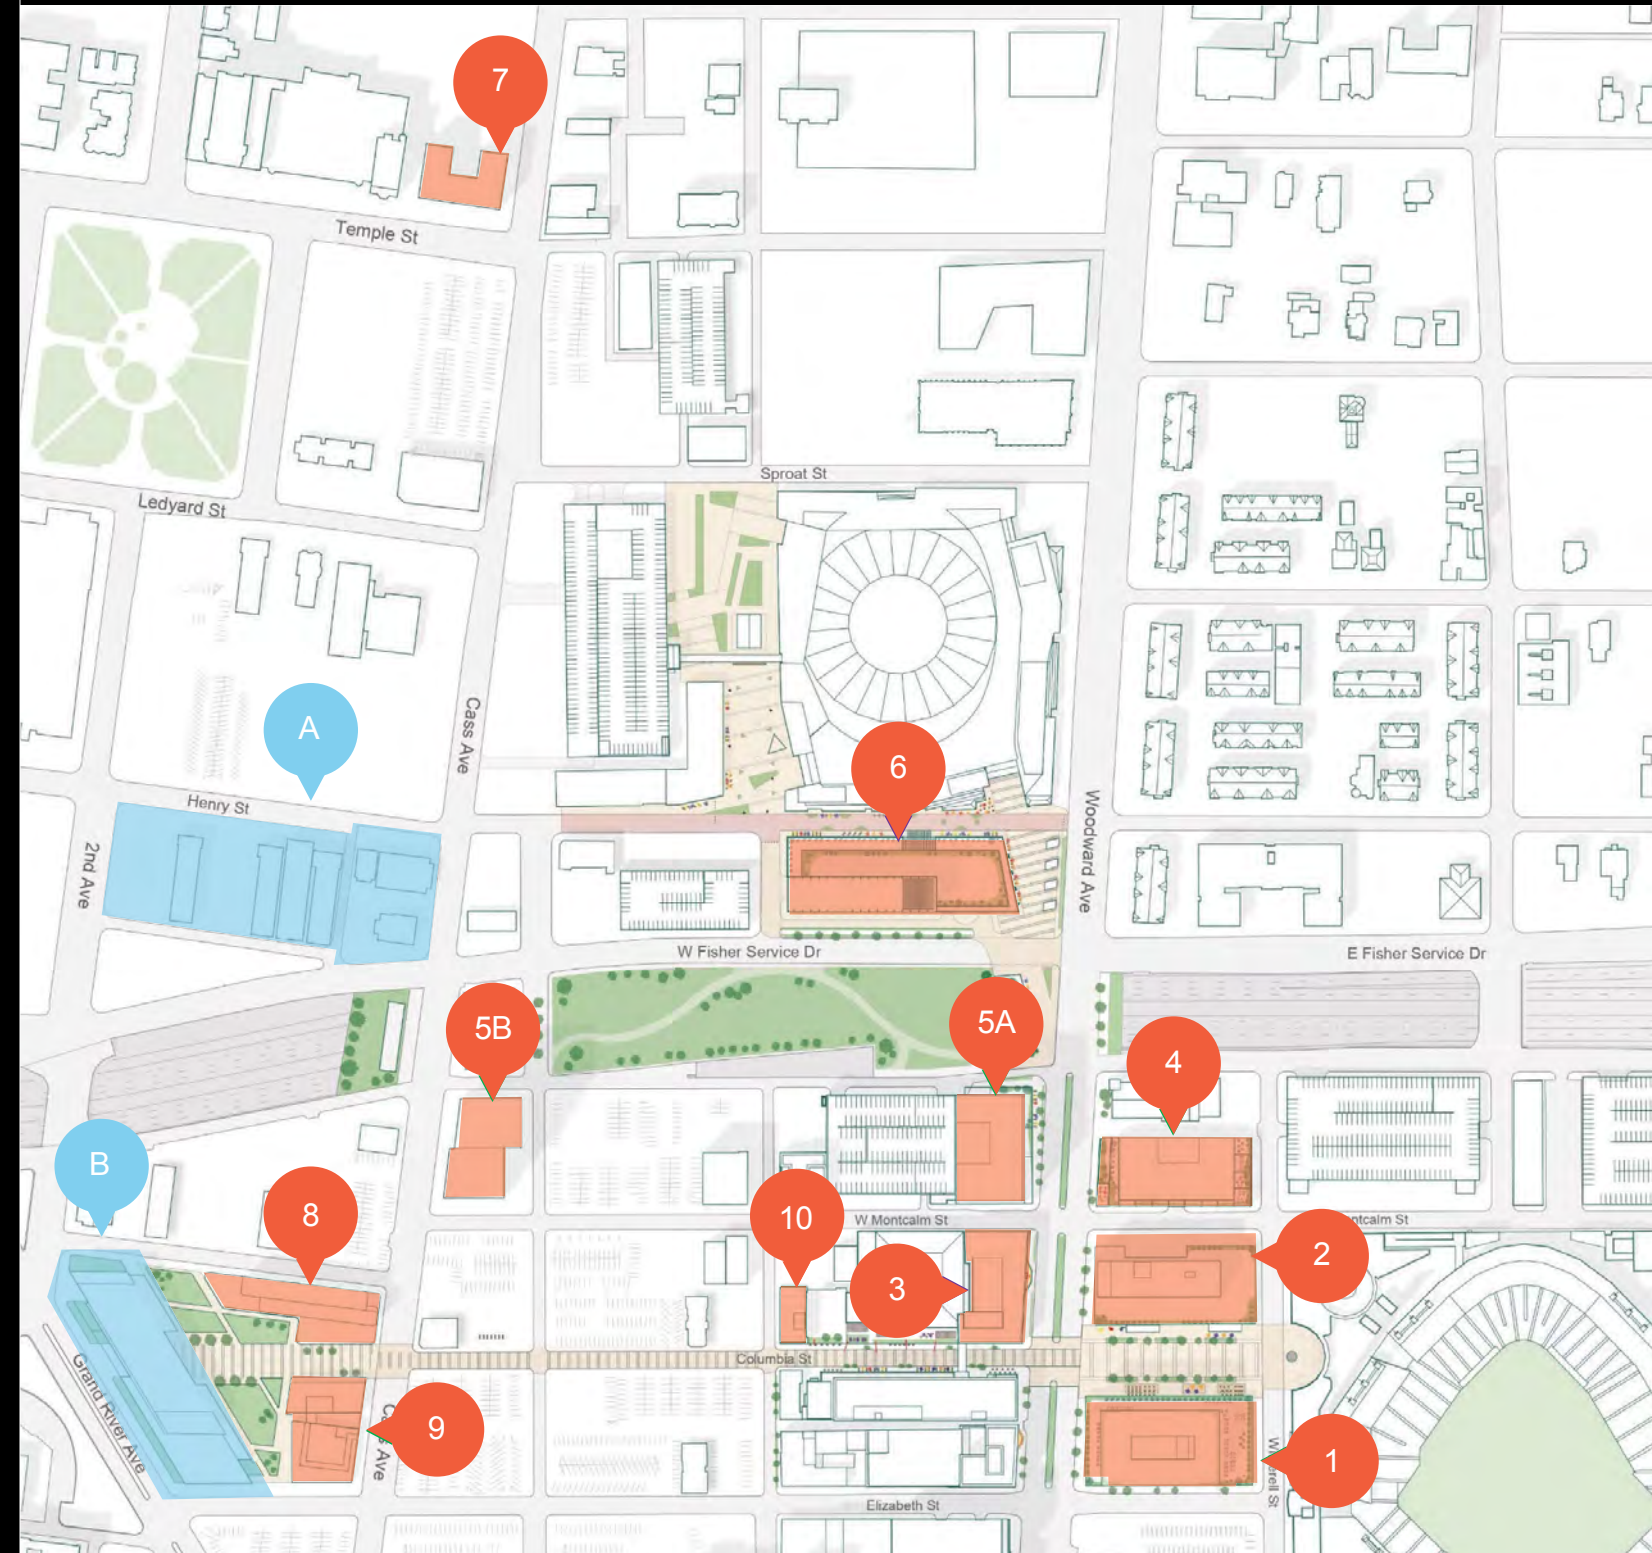 7
Temple St
Sproat St
Ledyard St
Cass Ave
A
6
Henry St
Woodward Ave
2nd Ave
W Fisher Service Dr
E Fisher Service Dr
5B
5A
4
B
8
10
W Montcalm St
ntcalm St
2
3
Columbia St
Grand River Ave
9
Ave
1
Elizabeth St